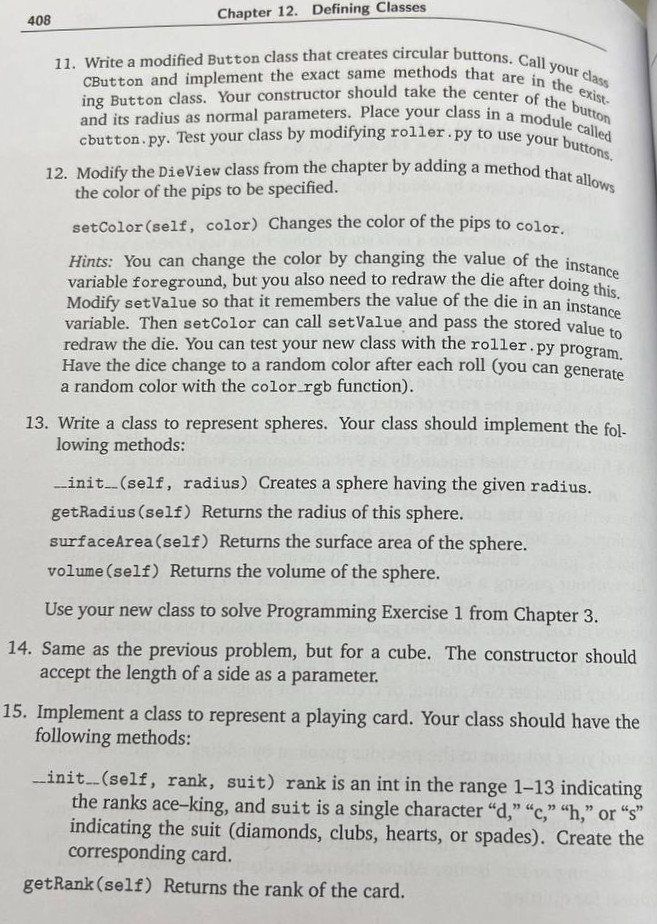 408
Chapter 12. Defining Classes
11. Write a modified Button class that creates circular buttons. Call your class
CButton and implement the exact same methods that are in the exist-
ing Button class. Your constructor should take the center of the button
and its radius as normal parameters. Place your class in a module called
cbutton.py. Test your class by modifying roller.py to use your buttons.
12. Modify the DieView class from the chapter by adding a method that allows
the color of the pips to be specified.
setColor(self, color) Changes the color of the pips to color.
Hints: You can change the color by changing the value of the instance
variable foreground, but you also need to redraw the die after doing this.
Modify setValue so that it remembers the value of the die in an instance
variable. Then setColor can call setValue and pass the stored value to
redraw the die. You can test your new class with the roller.py program.
Have the dice change to a random color after each roll (you can generate
a random color with the color_rgb function).
13. Write a class to represent spheres. Your class should implement the fol-
lowing methods:
__init__(self, radius) Creates a sphere having the given radius.
getRadius(self) Returns the radius of this sphere.
surfaceArea(self) Returns the surface area of the sphere.
volume(self) Returns the volume of the sphere.
Use your new class to solve Programming Exercise 1 from Chapter 3.
14. Same as the previous problem, but for a cube. The constructor should
accept the length of a side as a parameter.
15. Implement a class to represent a playing card. Your class should have the
following methods:
__init__(self, rank, suit) rank is an int in the range 1–13 indicating
the ranks ace–king, and suit is a single character “d,” “c,” “h,” or “s”
indicating the suit (diamonds, clubs, hearts, or spades). Create the
corresponding card.
getRank(self) Returns the rank of the card.